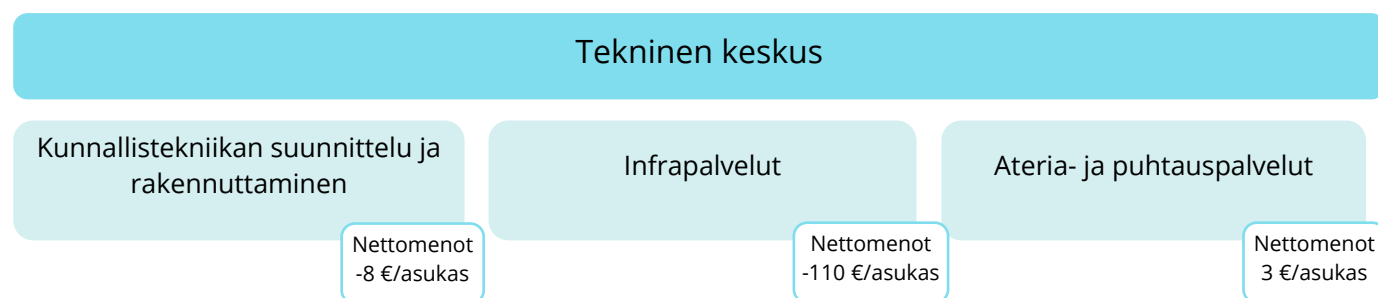 Tekninen keskus
Kunnallistekniikan suunnittelu ja
rakennuttaminen
Nettomenot
-8 €/asukas
Infrapalvelut
Nettomenot
-110 €/asukas
Ateria- ja puhtauspalvelut
Nettomenot
3 €/asukas